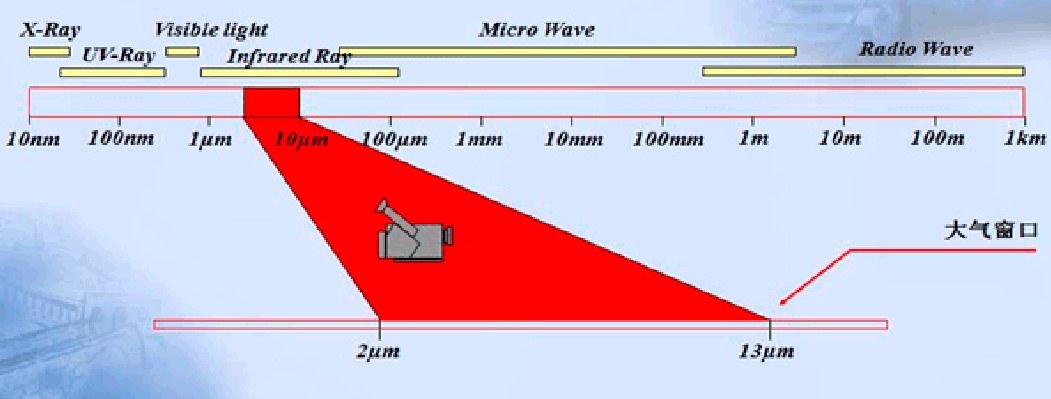 X-Ray Visible light Micro Wave
UV-Ray Infrared Ray Radio Wave
10nm 100nm 1μm 10μm 100μm 1mm 10mm 100mm 1m 10m 100m 1km
大气窗口
2μm 13μm